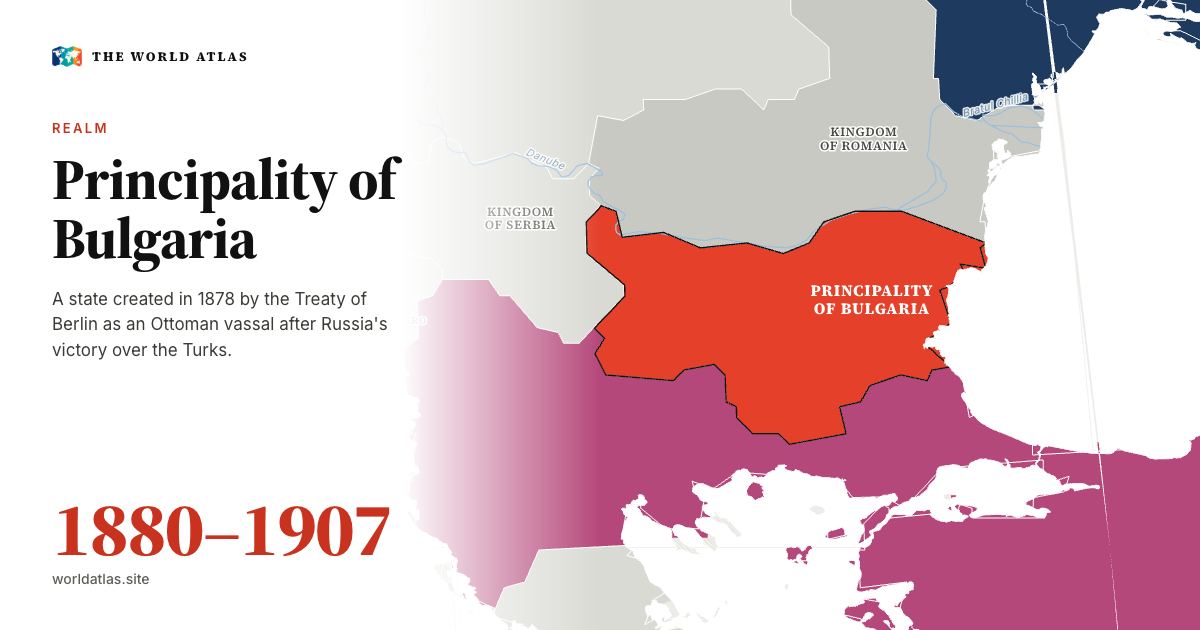 THE WORLD ATLAS
REALM
Principality of
Bulgaria
A state created in 1878 by the Treaty of
Berlin as an Ottoman vassal after Russia's
victory over the Turks.
1880–1907
worldatlas.site
Danube
KINGDOM
OF SERBIA
KINGDOM
OF ROMANIA
Bratul Chillia
PRINCIPALITY
OF BULGARIA